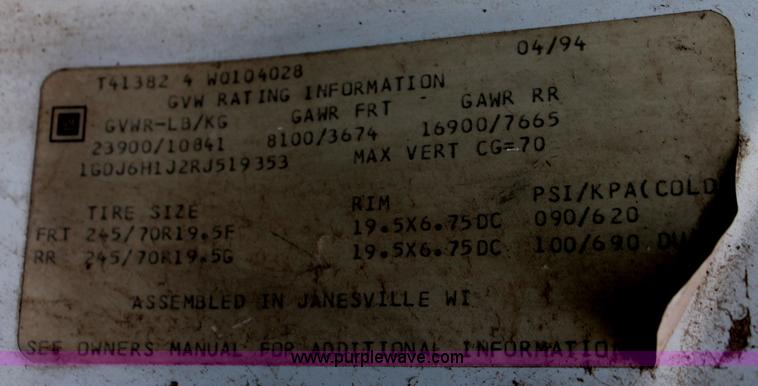 04/94
T41382 4 W0104028
GVW RATING INFORMATION
GVWR-LB/KG GAWR FRT - GAWR RR
23900/10841 8100/3674 16900/7665
1GDJ6H1J2RJ519353 MAX VERT CG=70
TIRE SIZE RIM PSI/KPA(COLD
FRT 245/70R19.5F 19.5X6.75DC 090/620
RR 245/70R19.5G 19.5X6.75DC 100/690
ASSEMBLED IN JANESVILLE WI
SEE OWNERS MANUAL FOR ADDITIONAL INFORMATIO
www.purplewave.com